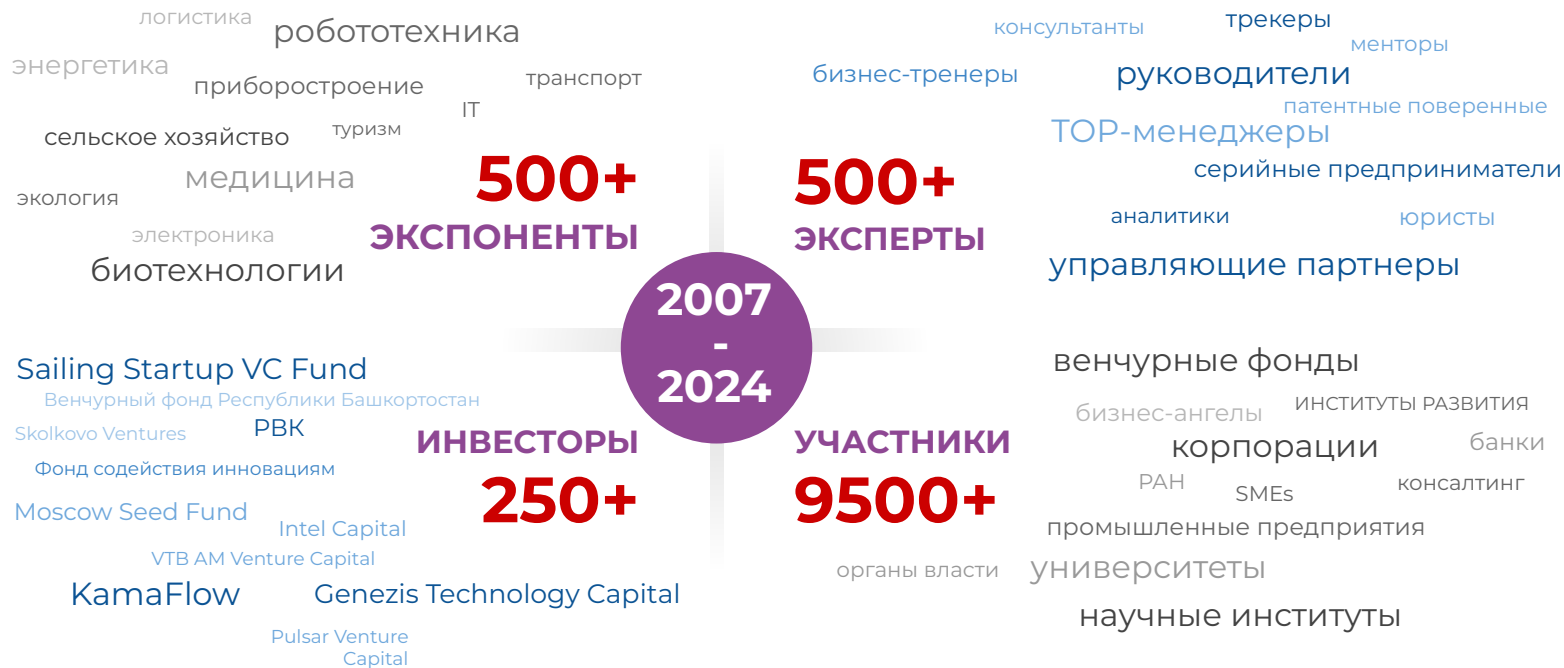 логистика
робототехника
энергетика
приборостроение
транспорт
IT
сельское хозяйство
туризм
медицина
экология
электроника
биотехнологии
500+
ЭКСПОНЕНТЫ
консультанты
трекеры
менторы
бизнес-тренеры
руководители
патентные поверенные
TOP-менеджеры
серийные предприниматели
аналитики
юристы
управляющие партнеры
500+
ЭКСПЕРТЫ
2007
-
2024
Sailing Startup VC Fund
Венчурный фонд Республики Башкортостан
Skolkovo Ventures
РВК
Фонд содействия инновациям
Moscow Seed Fund
Intel Capital
VTB AM Venture Capital
KamaFlow
Genezis Technology Capital
Pulsar Venture
Capital
ИНВЕСТОРЫ
250+
УЧАСТНИКИ
9500+
венчурные фонды
бизнес-ангелы
ИНСТИТУТЫ РАЗВИТИЯ
корпорации
банки
РАН
SMEs
консалтинг
промышленные предприятия
органы власти
университеты
научные институты